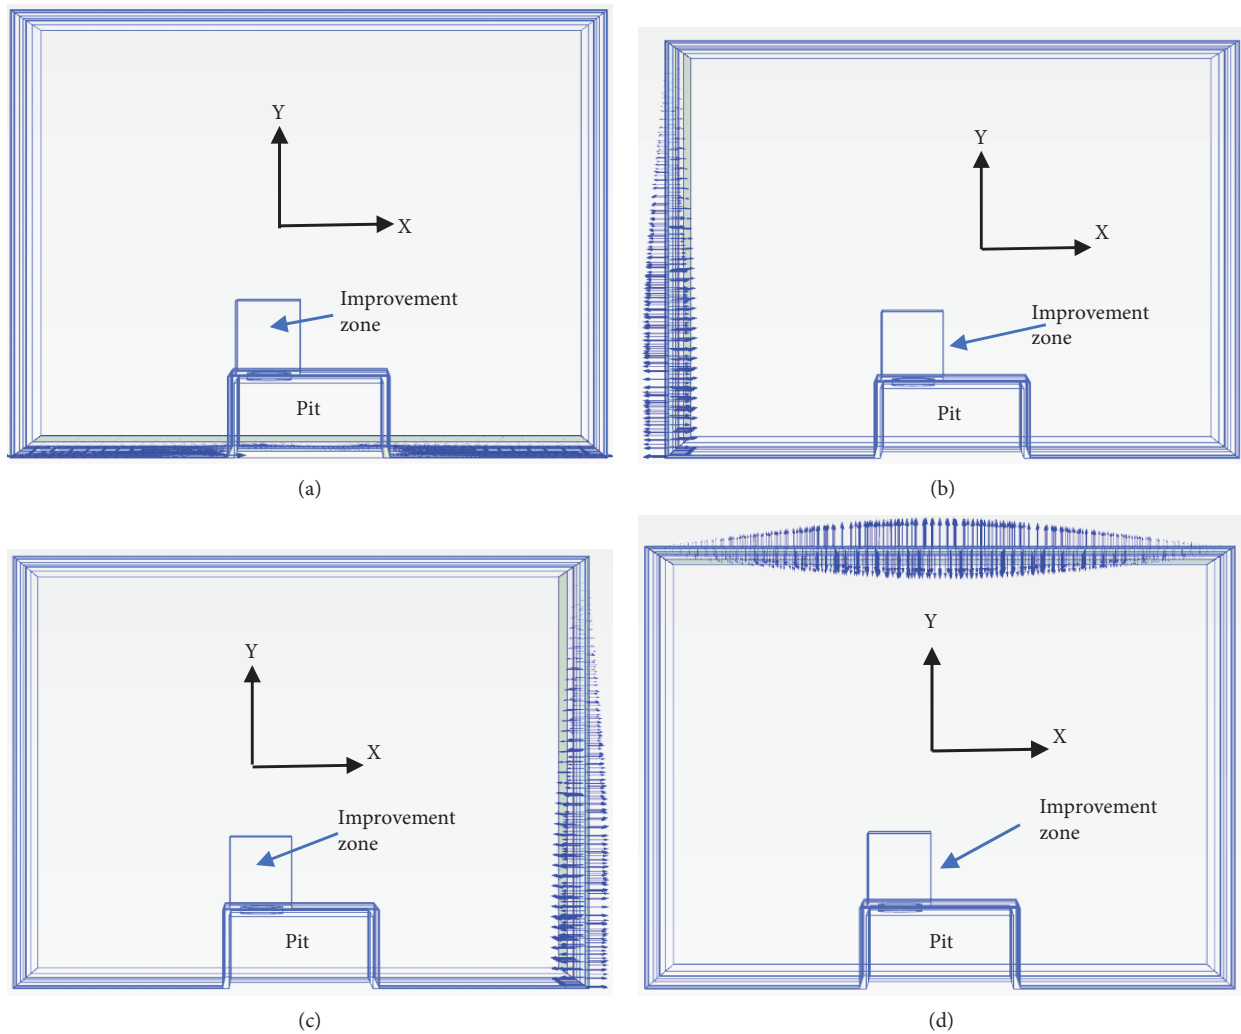 Y
X
Improvement
zone
Pit
(a)
Y
X
Improvement
zone
Pit
(b)
Y
X
Improvement
zone
Pit
(c)
Y
X
Improvement
zone
Pit
(d)